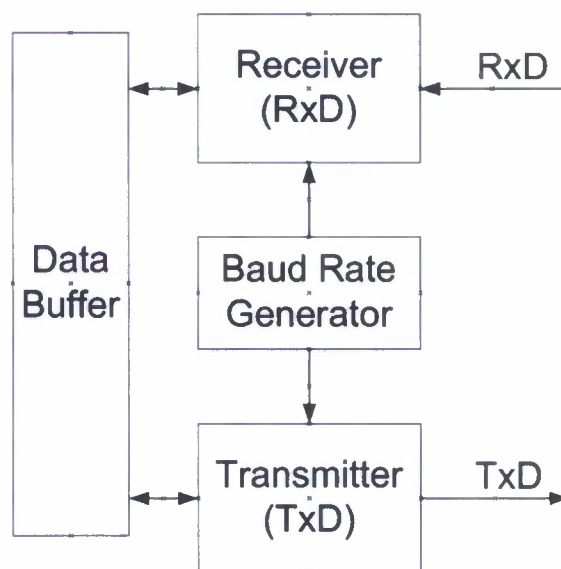 Receiver
(RxD)
RxD
Data
Buffer
Baud Rate
Generator
Transmitter
(TxD)
TxD